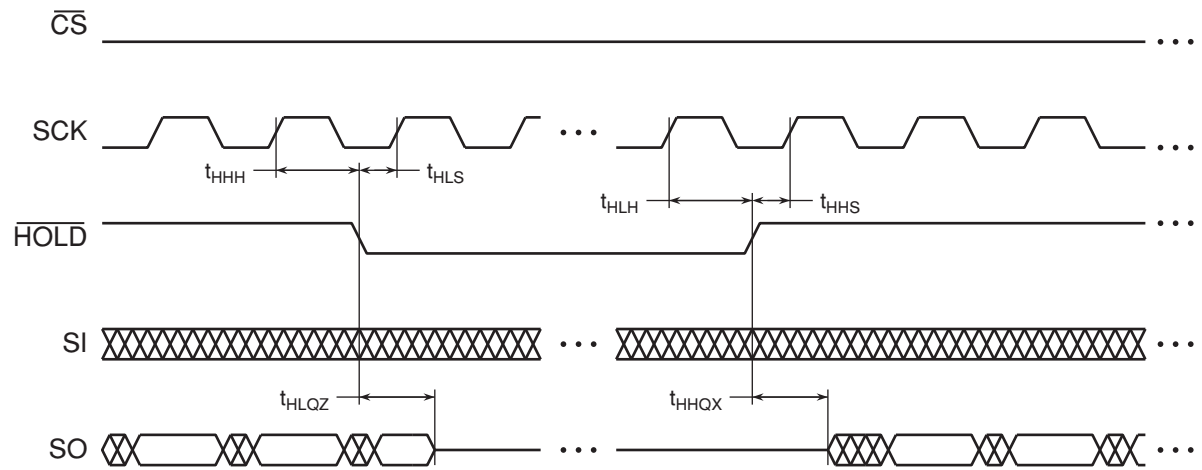 CS
SCK
tHHH
tHLS
tHLH
tHHS
HOLD
SI
tHLQZ
tHHQX
SO